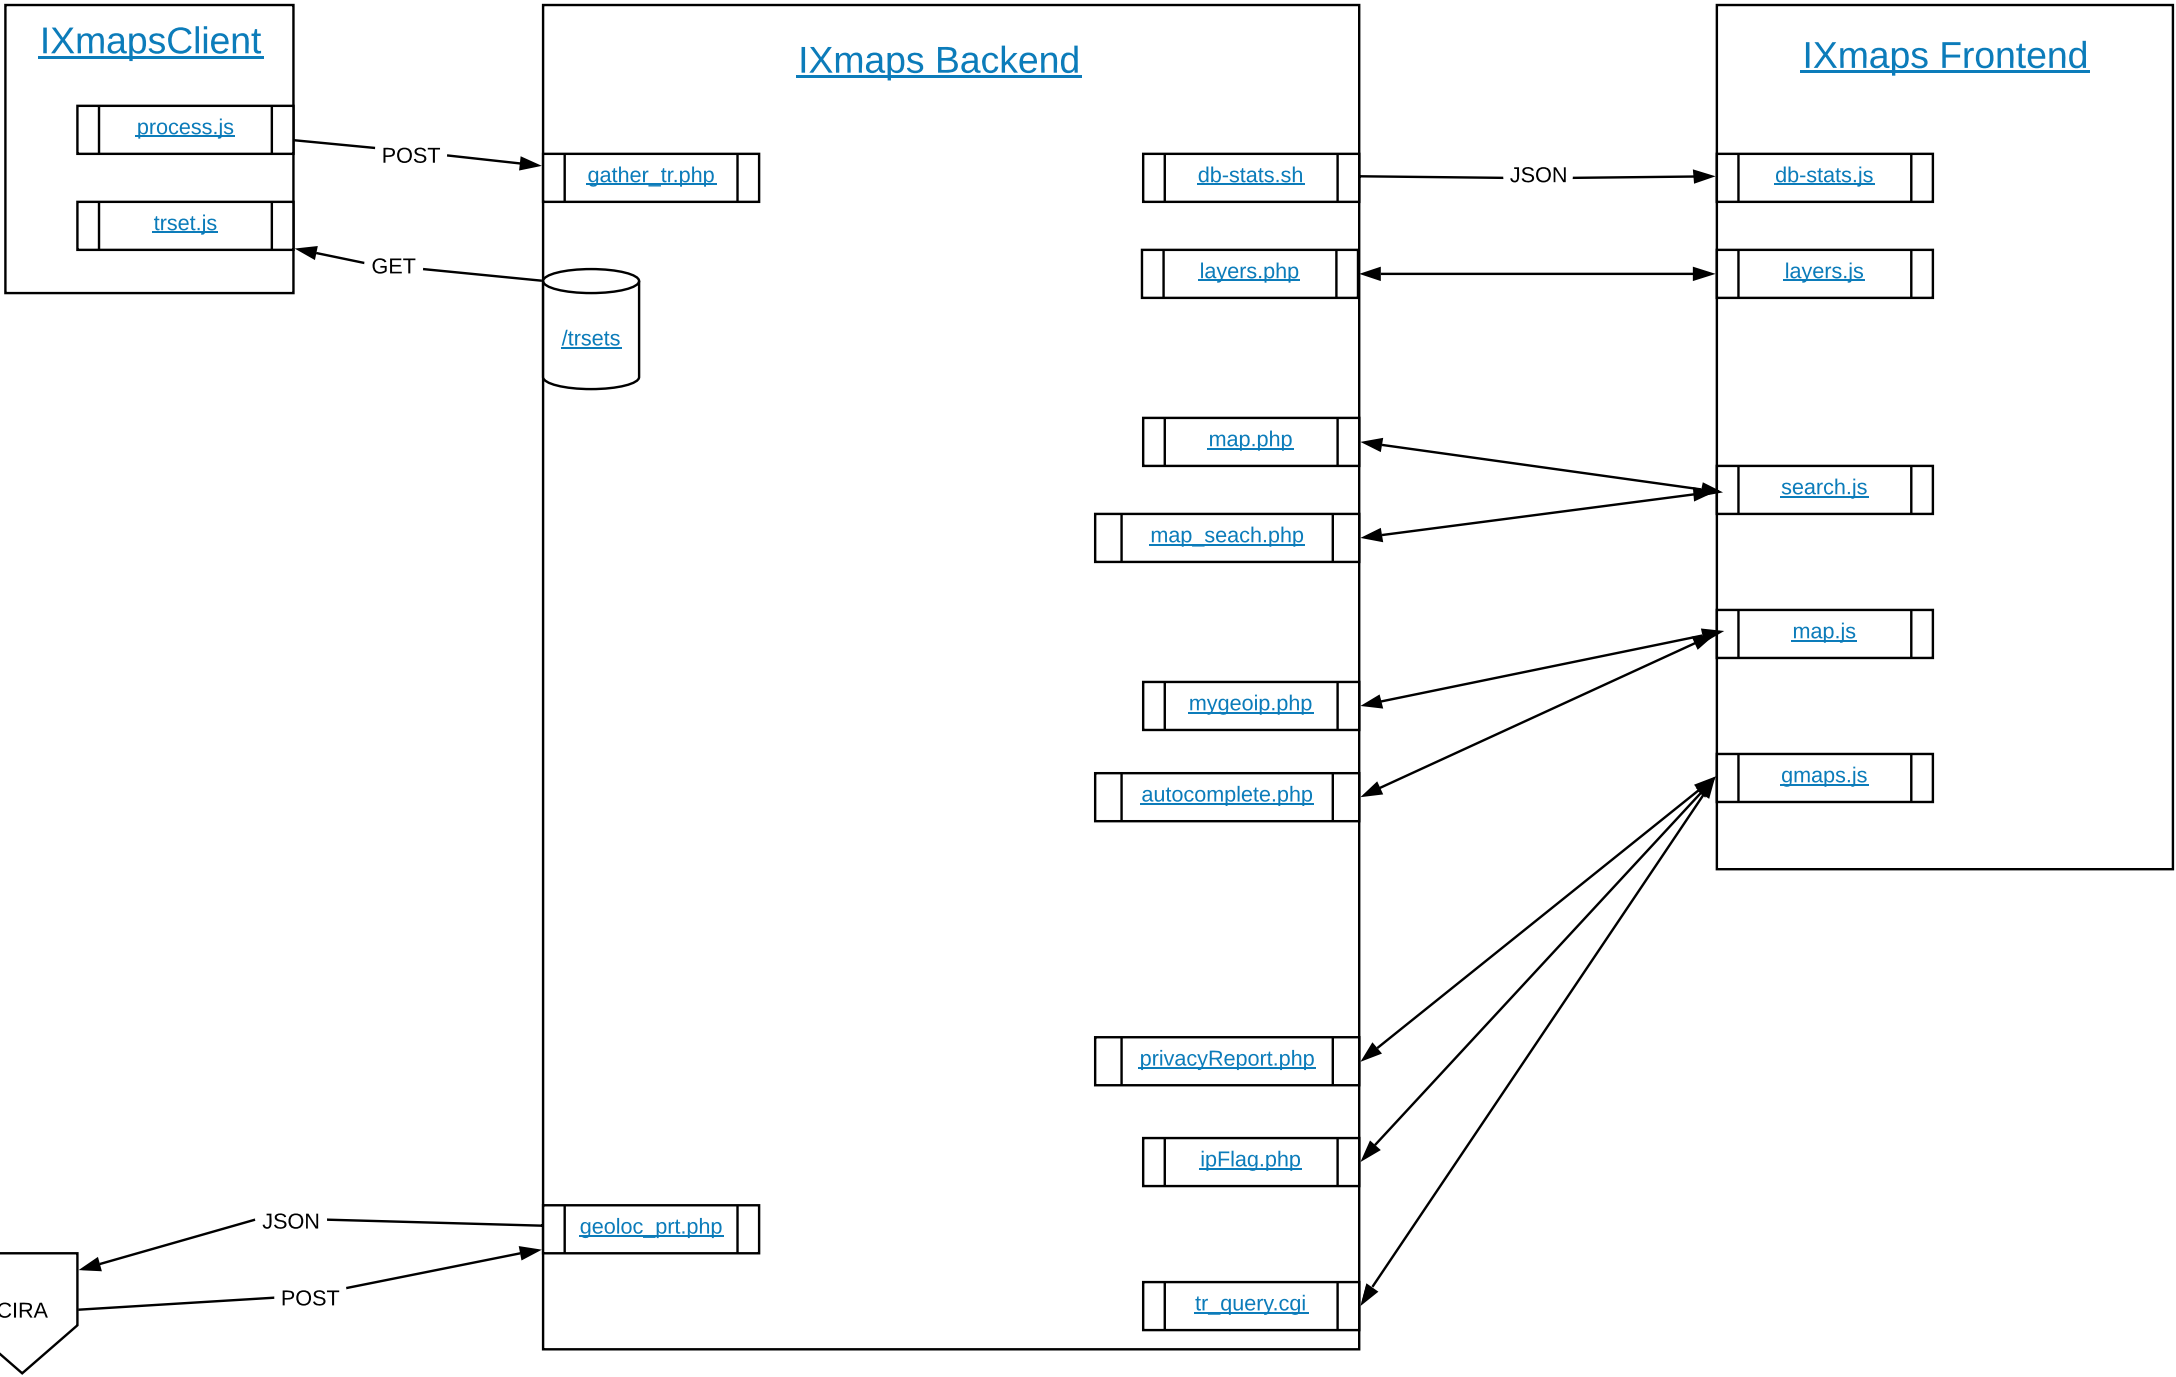 IXmapsClient
process.js
trset.js
POST
GET
IXmaps Backend
gather_tr.php
/trsets
db-stats.sh
layers.php
map.php
map_seach.php
mygeoip.php
autocomplete.php
privacyReport.php
ipFlag.php
tr_query.cgi
geoloc_prt.php
JSON
IXmaps Frontend
db-stats.js
layers.js
search.js
map.js
gmaps.js
JSON
POST
CIRA